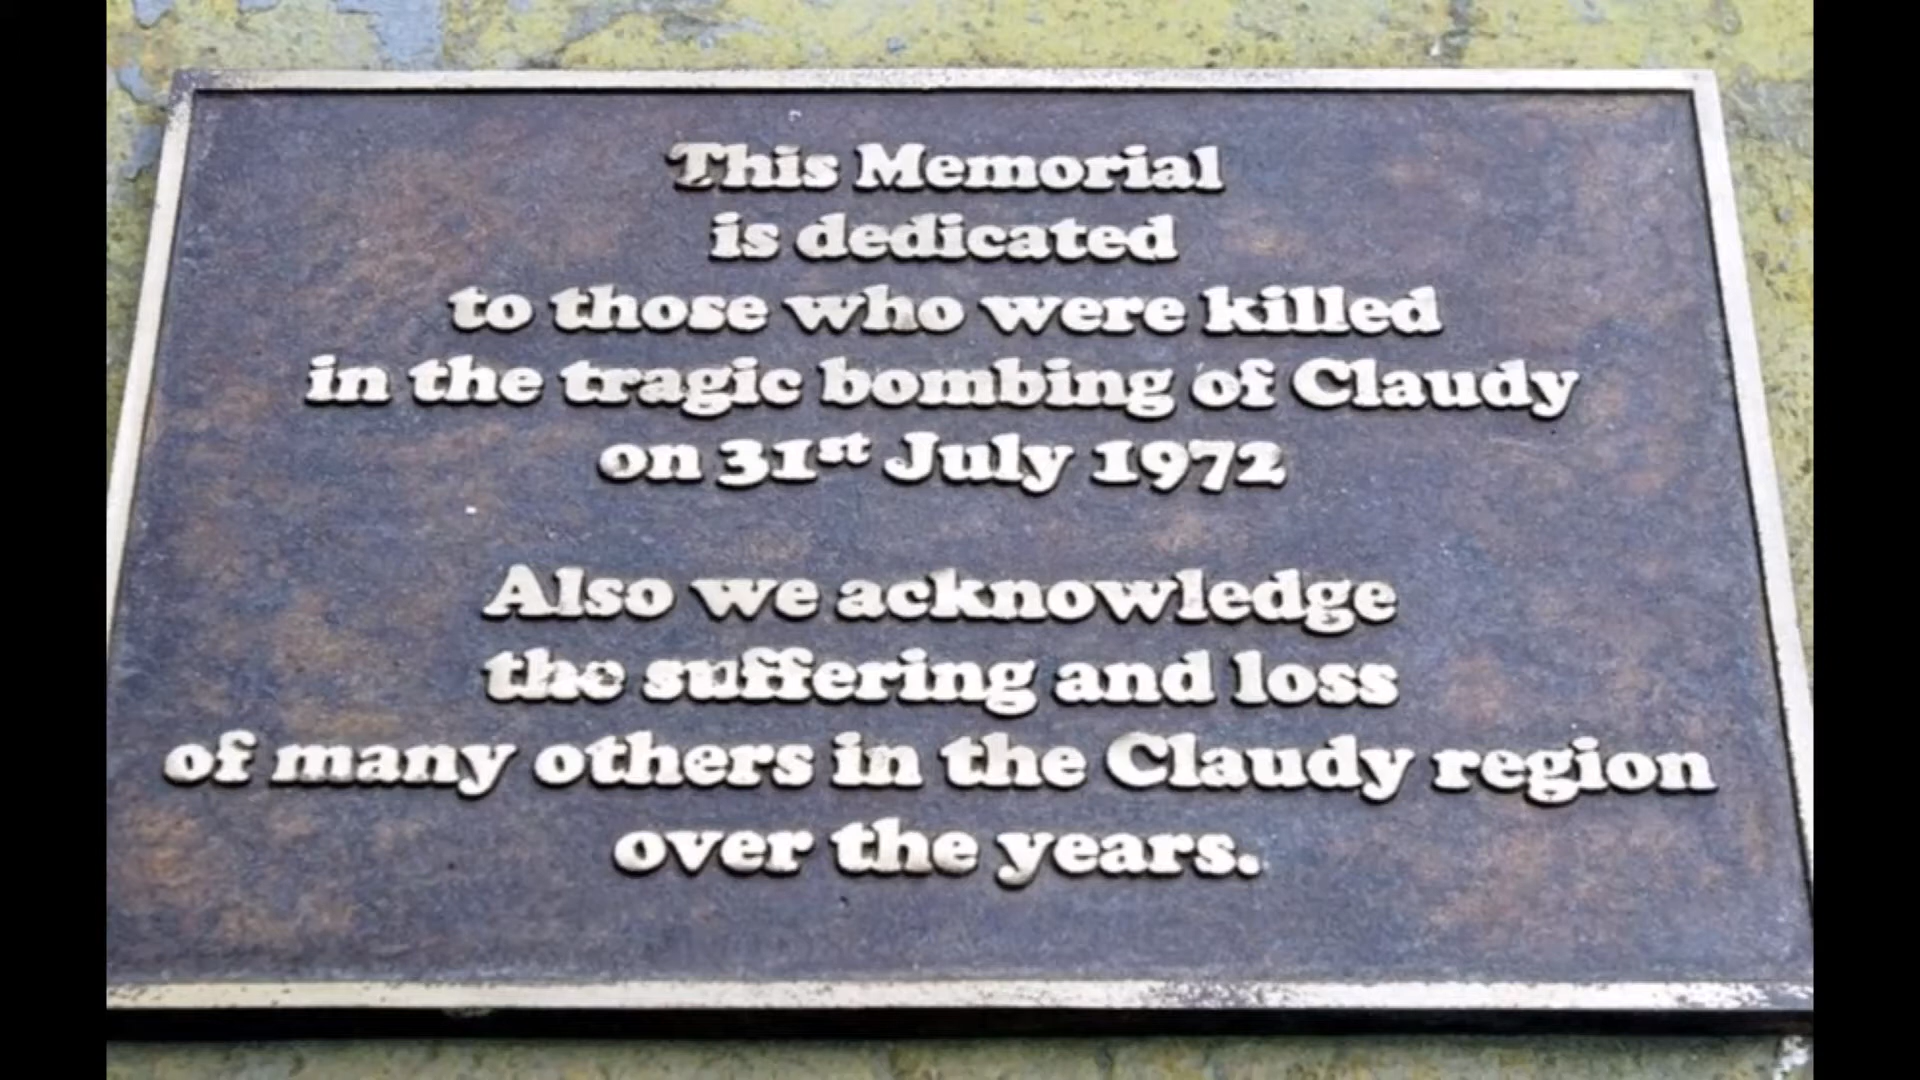 This Memorial
is dedicated
to those who were killed
in the tragic bombing of Claudy
on 31st July 1972
Also we acknowledge
the suffering and loss
of many others in the Claudy region
over the years.